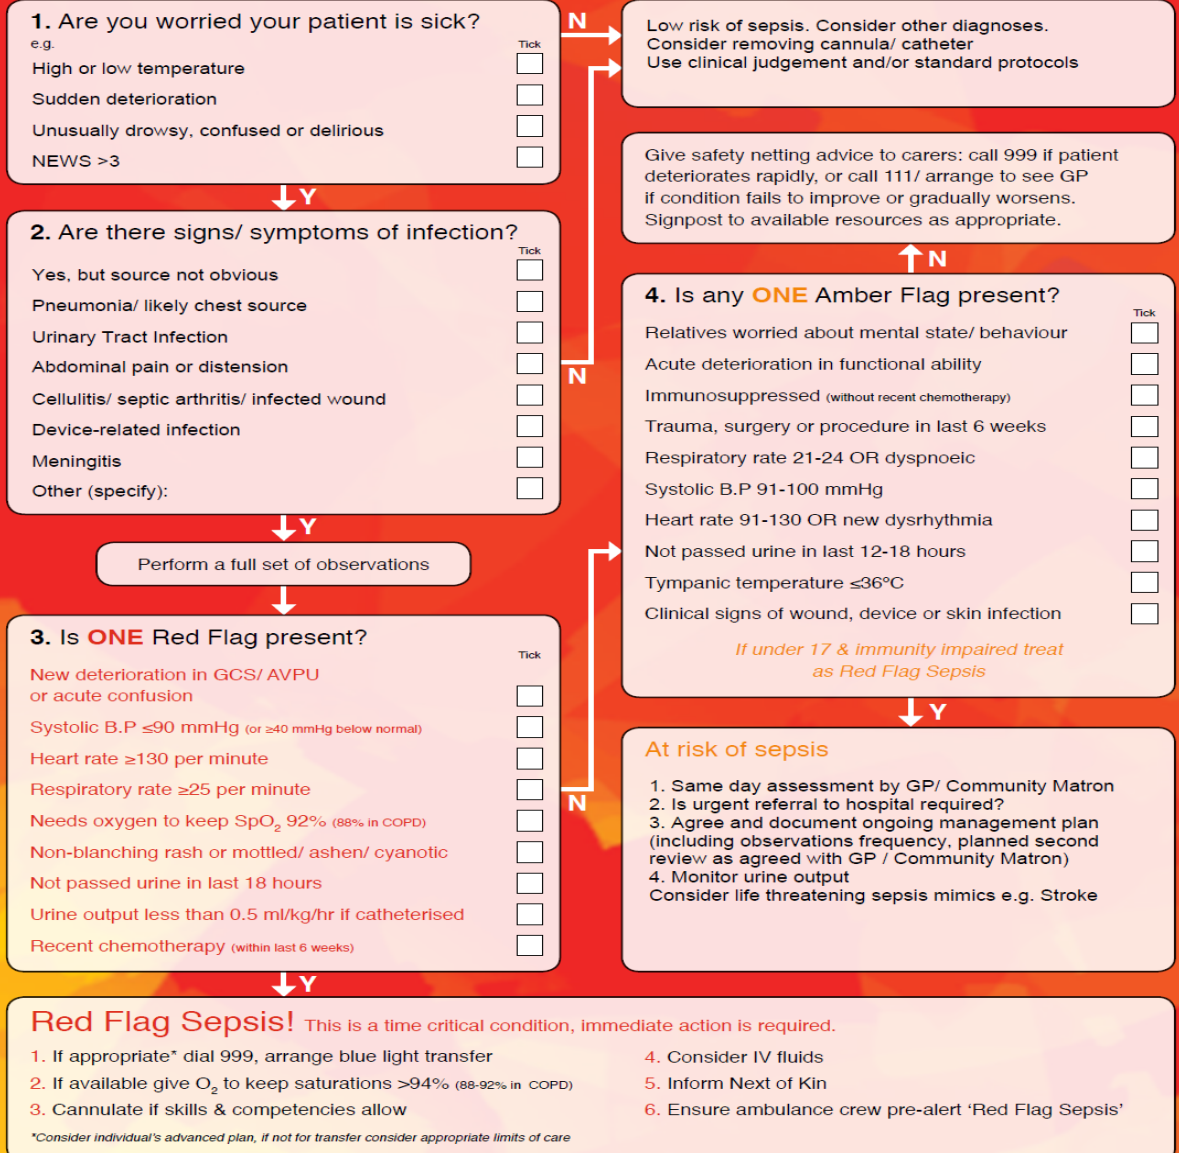 1. Are you worried your patient is sick?
e.g.
Tick
High or low temperature
Sudden deterioration
Unusually drowsy, confused or delirious
NEWS >3
N
Y
2. Are there signs/ symptoms of infection?
Tick
Yes, but source not obvious
Pneumonia/ likely chest source
Urinary Tract Infection
Abdominal pain or distension
Cellulitis/ septic arthritis/ infected wound
Device-related infection
Meningitis
Other (specify):
N
Y
Perform a full set of observations
3. Is ONE Red Flag present?
Tick
New deterioration in GCS/ AVPU
or acute confusion
Systolic B.P ≤90 mmHg (or ≥40 mmHg below normal)
Heart rate ≥130 per minute
Respiratory rate ≥25 per minute
Needs oxygen to keep SpO₂ 92% (88% in COPD)
Non-blanching rash or mottled/ ashen/ cyanotic
Not passed urine in last 18 hours
Urine output less than 0.5 ml/kg/hr if catheterised
Recent chemotherapy (within last 6 weeks)
N
Y
Low risk of sepsis. Consider other diagnoses.
Consider removing cannula/ catheter
Use clinical judgement and/or standard protocols
Give safety netting advice to carers: call 999 if patient
deteriorates rapidly, or call 111/ arrange to see GP
if condition fails to improve or gradually worsens.
Signpost to available resources as appropriate.
N
4. Is any ONE Amber Flag present?
Tick
Relatives worried about mental state/ behaviour
Acute deterioration in functional ability
Immunosuppressed (without recent chemotherapy)
Trauma, surgery or procedure in last 6 weeks
Respiratory rate 21-24 OR dyspnoeic
Systolic B.P 91-100 mmHg
Heart rate 91-130 OR new dysrhythmia
Not passed urine in last 12-18 hours
Tympanic temperature ≤36ºC
Clinical signs of wound, device or skin infection
If under 17 & immunity impaired treat
as Red Flag Sepsis
Y
At risk of sepsis
1. Same day assessment by GP/ Community Matron
2. Is urgent referral to hospital required?
3. Agree and document ongoing management plan
(including observations frequency, planned second
review as agreed with GP / Community Matron)
4. Monitor urine output
Consider life threatening sepsis mimics e.g. Stroke
Red Flag Sepsis! This is a time critical condition, immediate action is required.
1. If appropriate* dial 999, arrange blue light transfer
2. If available give O₂ to keep saturations >94% (88-92% in COPD)
3. Cannulate if skills & competencies allow
*Consider individual's advanced plan, if not for transfer consider appropriate limits of care
4. Consider IV fluids
5. Inform Next of Kin
6. Ensure ambulance crew pre-alert 'Red Flag Sepsis'